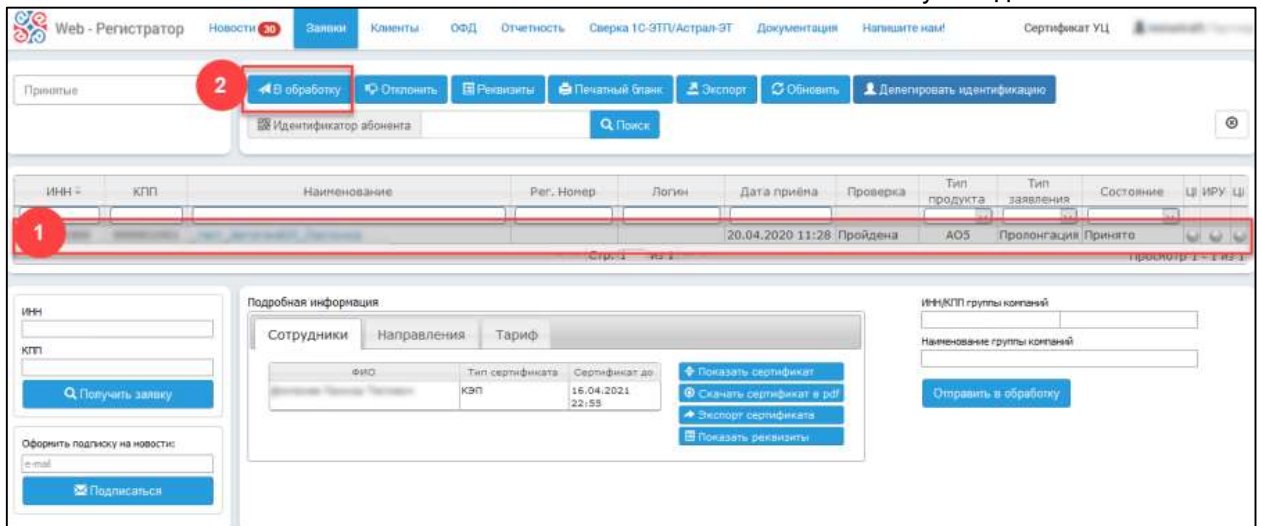 Web - Регистратор Новости 30 Заявки Клиенты ОФД Отчетность Сверка 1С-ЭТП/Астрал-ЭТ Документация Напишите нам! Сертификат УЦ
Принятые 2 В обработку Отклонить Реквизиты Печатный бланк Экспорт Обновить Делегировать идентификацию
Идентификатор абонента Поиск
ИНН КПП Наименование Рег. Номер Логин Дата приёма Проверка Тип продукта Тип заявления Состояние ЦІ ИРУ ЦІ
1 20.04.2020 11:28 Пройдена АО5 Пролонгация Принято
Стр. 1 из 1 Просмотр 1 - 1 из 1
ИНН
КПП
Получить заявку
Оформить подписку на новости:
e-mail
Подписаться
Подробная информация
Сотрудники Направления Тариф
ФИО Тип сертификата Сертификат до
КЭП 16.04.2021
22:55
Показать сертификат
Скачать сертификат в pdf
Экспорт сертификата
Показать реквизиты
ИНН/КПП группы компаний
Наименование группы компаний
Отправить в обработку